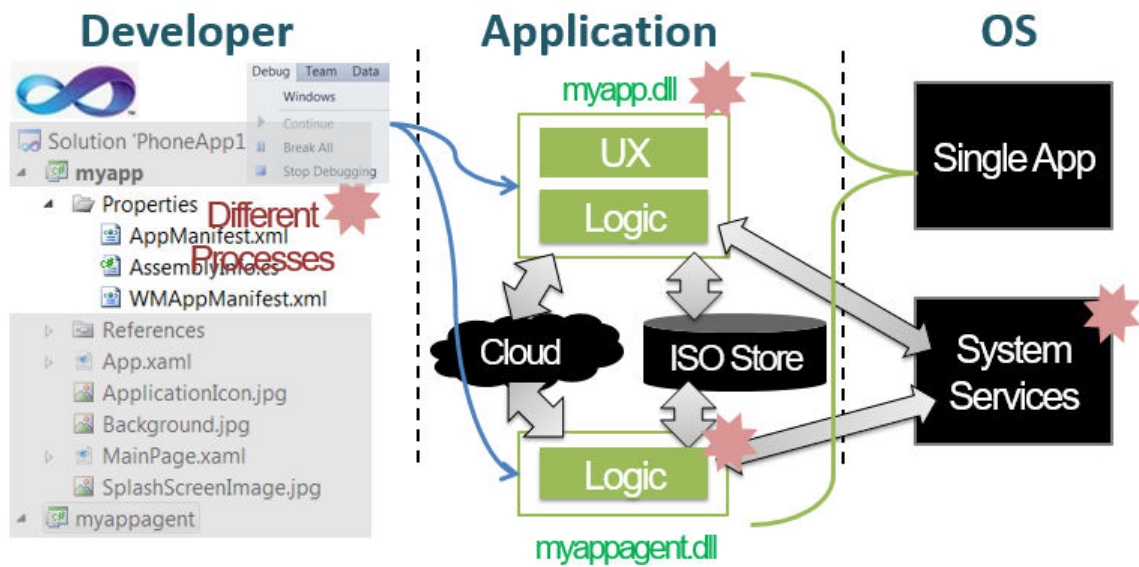 Developer
Application
OS
Debug Team Data
Windows
Continue
Break All
Stop Debugging
TM
Solution 'PhoneApp1
myapp
Properties
AppManifest.xml
AssemblyInfo.cs
WMAppManifest.xml
Different
Processes
References
App.xaml
ApplicationIcon.jpg
Background.jpg
MainPage.xaml
SplashScreenImage.jpg
myappagent
myapp.dll
UX
Logic
Cloud
ISO Store
Logic
myappagent.dll
Single App
System
Services